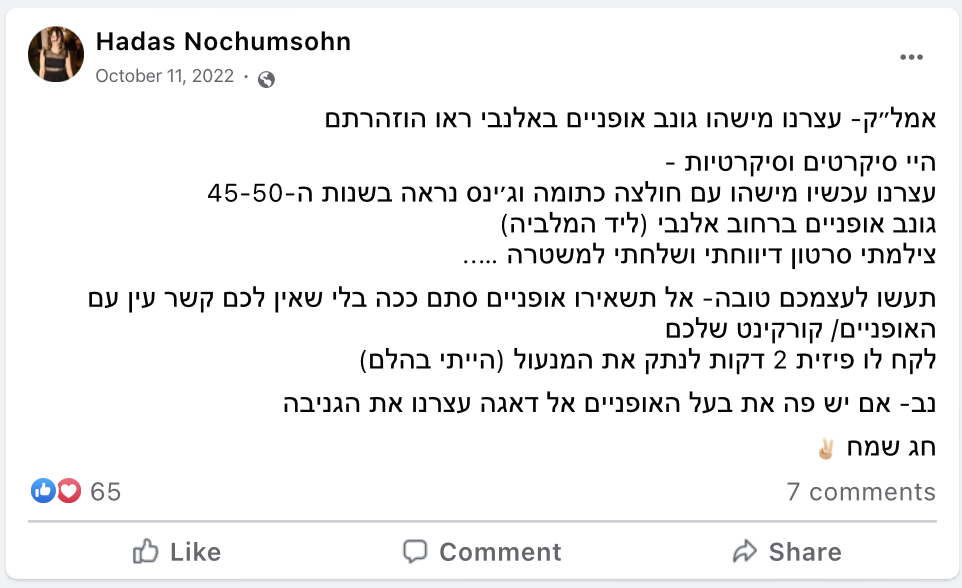 Hadas Nochumsohn
October 11, 2022 ·
אמל״ק- עצרנו מישהו גונב אופניים באלנבי ראו הוזהרתם
היי סיקרטים וסיקרטיות -
עצרנו עכשיו מישהו עם חולצה כתומה וג׳ינס נראה בשנות ה-45-50
גונב אופניים ברחוב אלנבי (ליד המלביה)
צילמתי סרטון דיווחתי ושלחתי למשטרה .....
תעשו לעצמכם טובה- אל תשאירו אופניים סתם ככה בלי שאין לכם קשר עין עם
האופניים/ קורקינט שלכם
לקח לו פיזית 2 דקות לנתק את המנעול (הייתי בהלם)
נב- אם יש פה את בעל האופניים אל דאגה עצרנו את הגניבה
חג שמח ✌🏼
65
7 comments
Like
Comment
Share